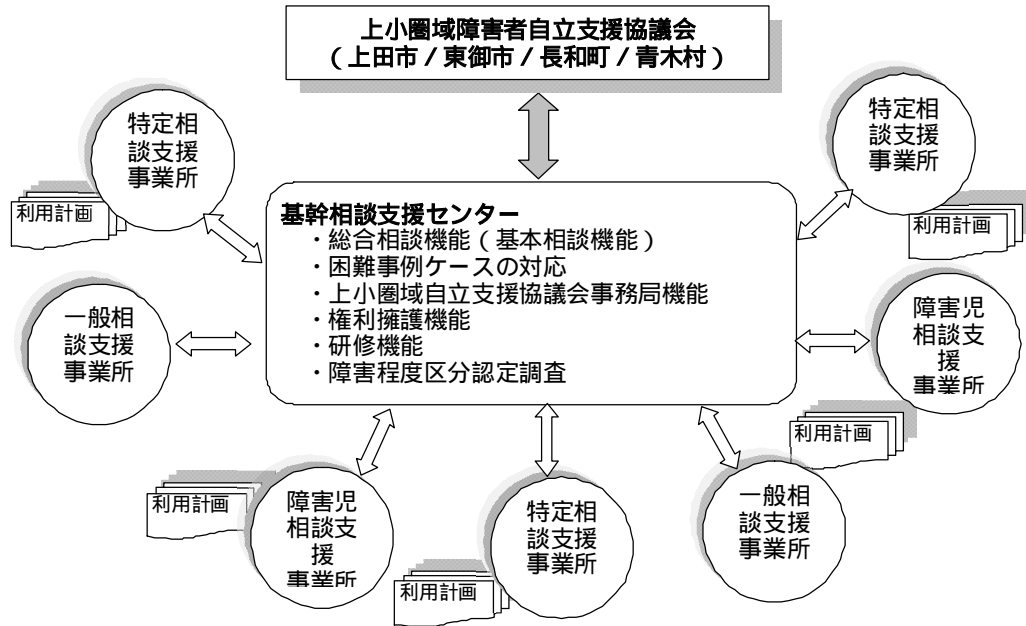 上小圏域障害者自立支援協議会
(上田市/東御市/長和町/青木村)
特定相
談支援
事業所
利用計画
特定相
談支援
事業所
利用計画
基幹相談支援センター
・総合相談機能(基本相談機能)
・困難事例ケースの対応
・上小圏域自立支援協議会事務局機能
・権利擁護機能
・研修機能
・障害程度区分認定調査
一般相
談支援
事業所
障害児
相談支
援
事業所
利用計画
利用計画
障害児
相談支
援
事業所
利用計画
特定相
談支援
事業所
一般相
談支援
事業所